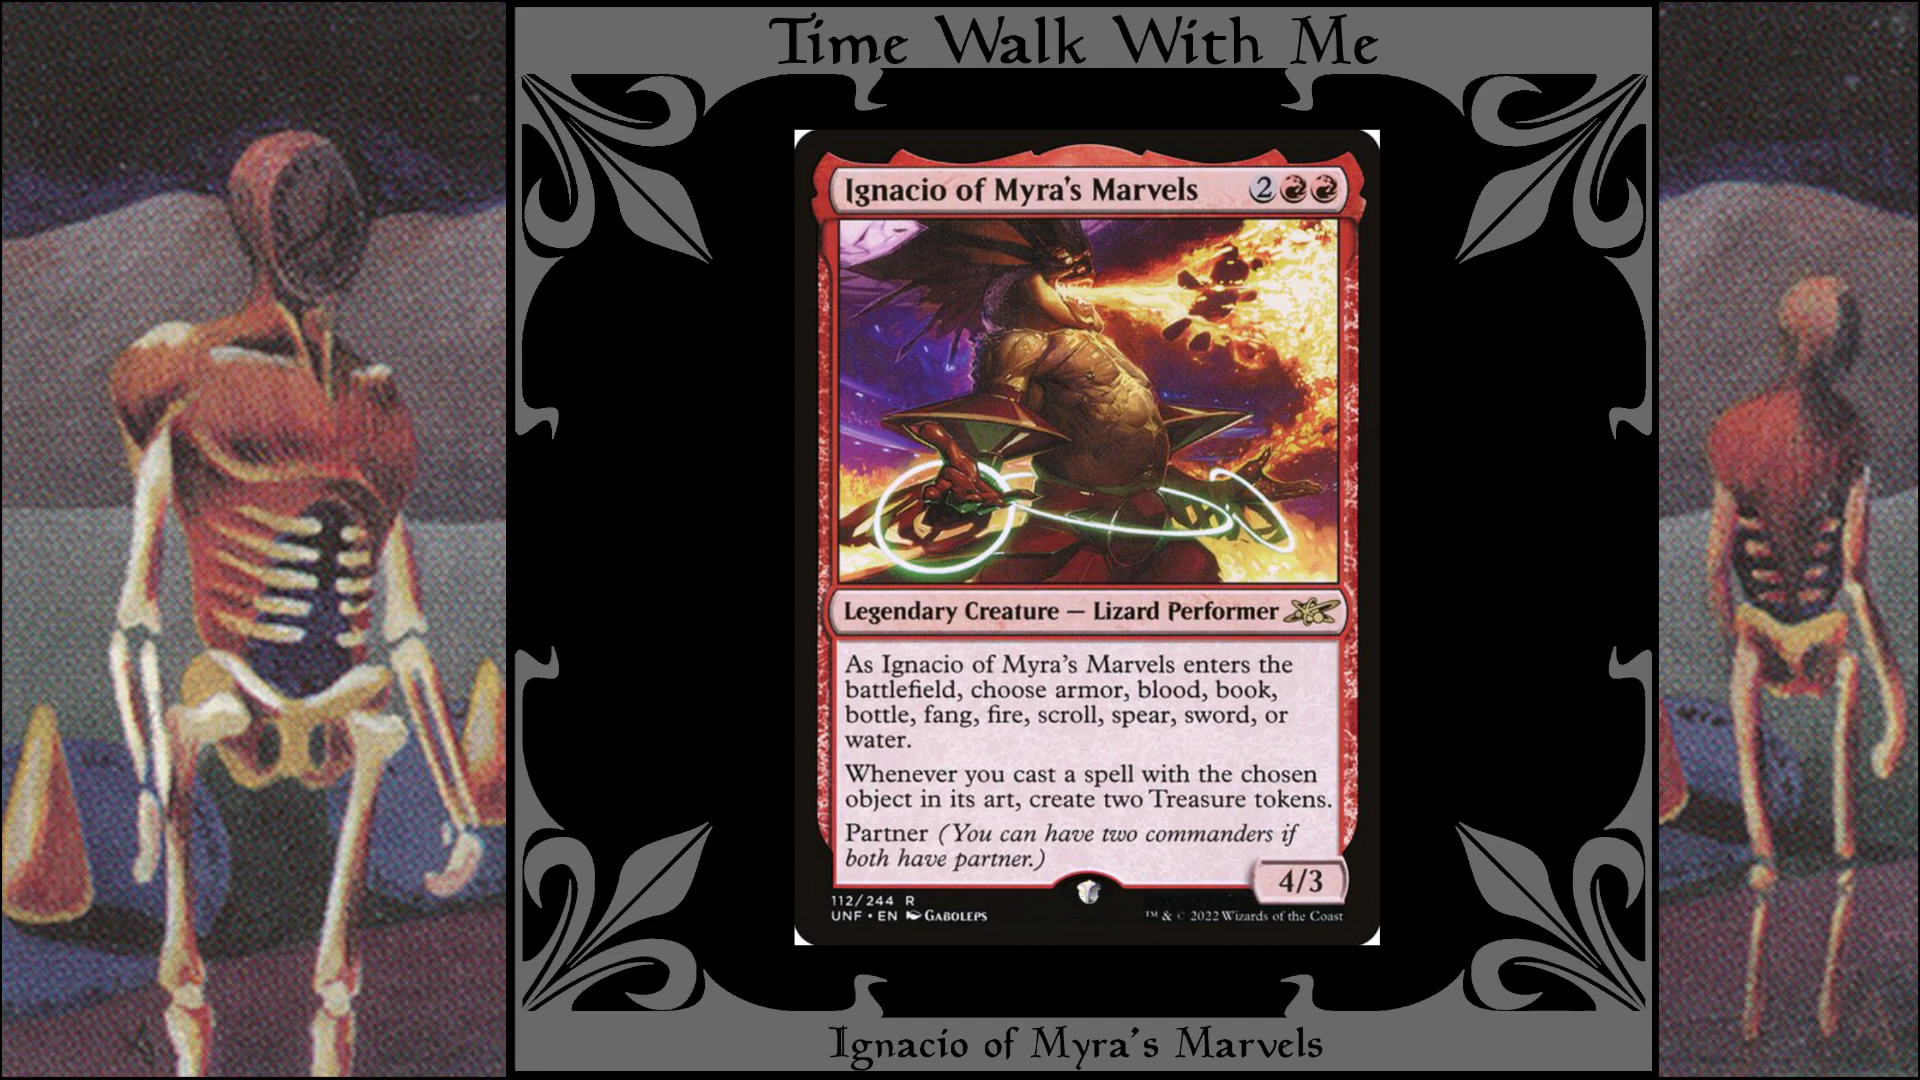 Time Walk With Me
Ignacio of Myra's Marvels 2
Legendary Creature — Lizard Performer
As Ignacio of Myra's Marvels enters the
battlefield, choose armor, blood, book,
bottle, fang, fire, scroll, spear, sword, or
water.
Whenever you cast a spell with the chosen
object in its art, create two Treasure tokens.
Partner (You can have two commanders if
both have partner.)
4/3
112/244 R
UNF • EN GABOLEPS
™ & © 2022 Wizards of the Coast
Ignacio of Myra's Marvels